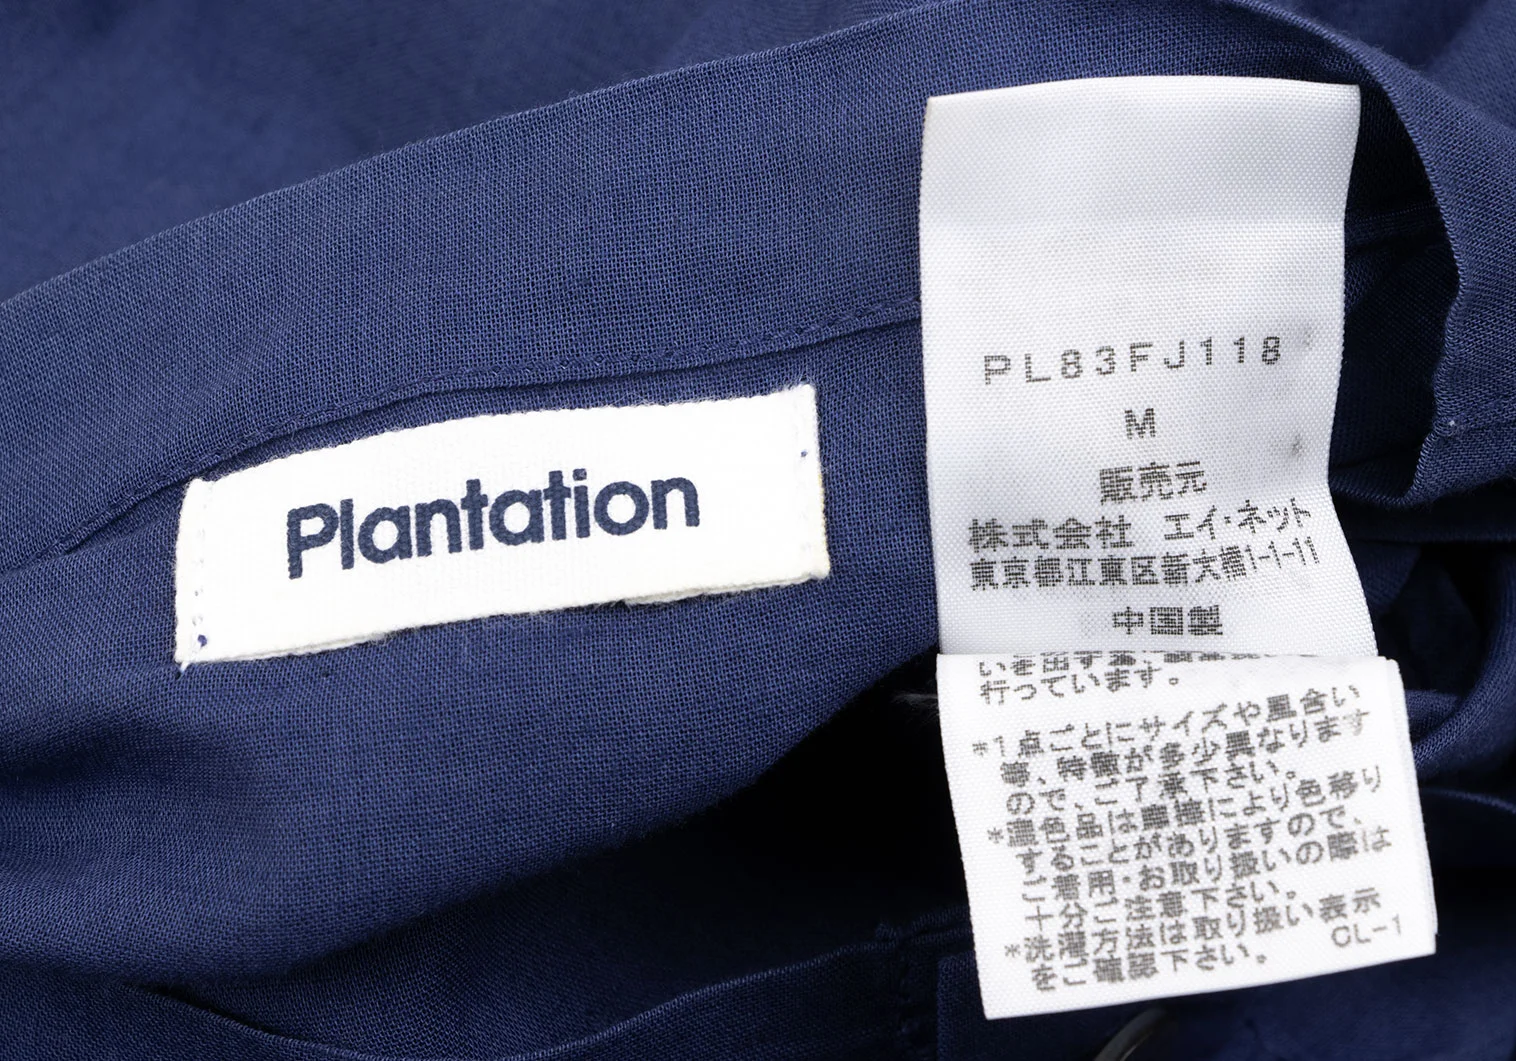 Plantation
PL83FJ118
M
販売元
株式会社 エイ・ネット
東京都江東区新大橋1-1-11
中国製
いを出す為、
行っています。
*1点ごとにサイズや風合い
等、特徴が多少異なります
ので、ご了承下さい。
*濃色品は摩擦により色移り
することがありますので、
ご着用・お取り扱いの際は
十分ご注意下さい。
*洗濯方法は取り扱い表示
をご確認下さい。 CL-1